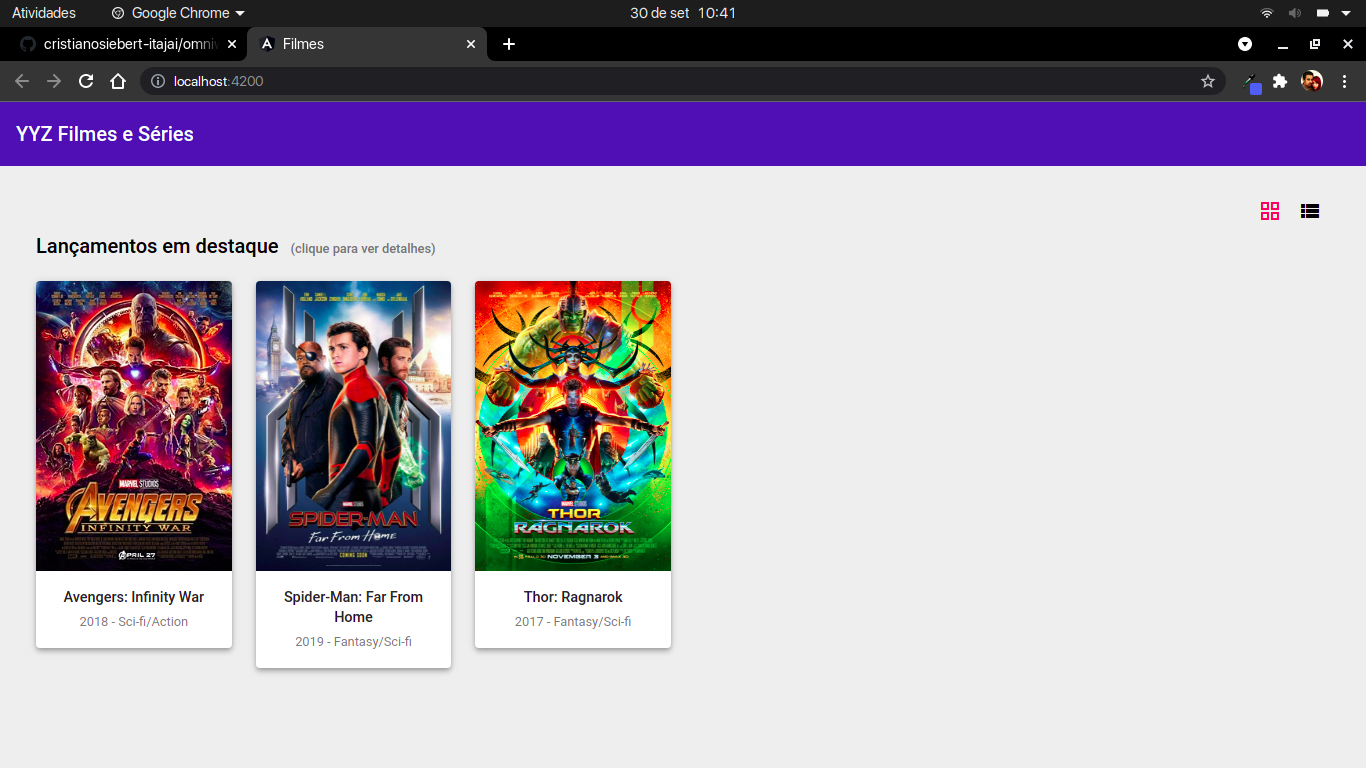 Atividades
Google Chrome
30 de set 10:41
cristianosiebert-itajai/omni
Filmes
localhost:4200
YYZ Filmes e Séries
Lançamentos em destaque (clique para ver detalhes)
MARVEL STUDIOS
AVENGERS
INFINITY WAR
APRIL 27
SPIDER-MAN
Far From Home
COMING SOON
THOR
RAGNAROK
NOVEMBER 3
Avengers: Infinity War
2018 - Sci-fi/Action
Spider-Man: Far From
Home
2019 - Fantasy/Sci-fi
Thor: Ragnarok
2017 - Fantasy/Sci-fi